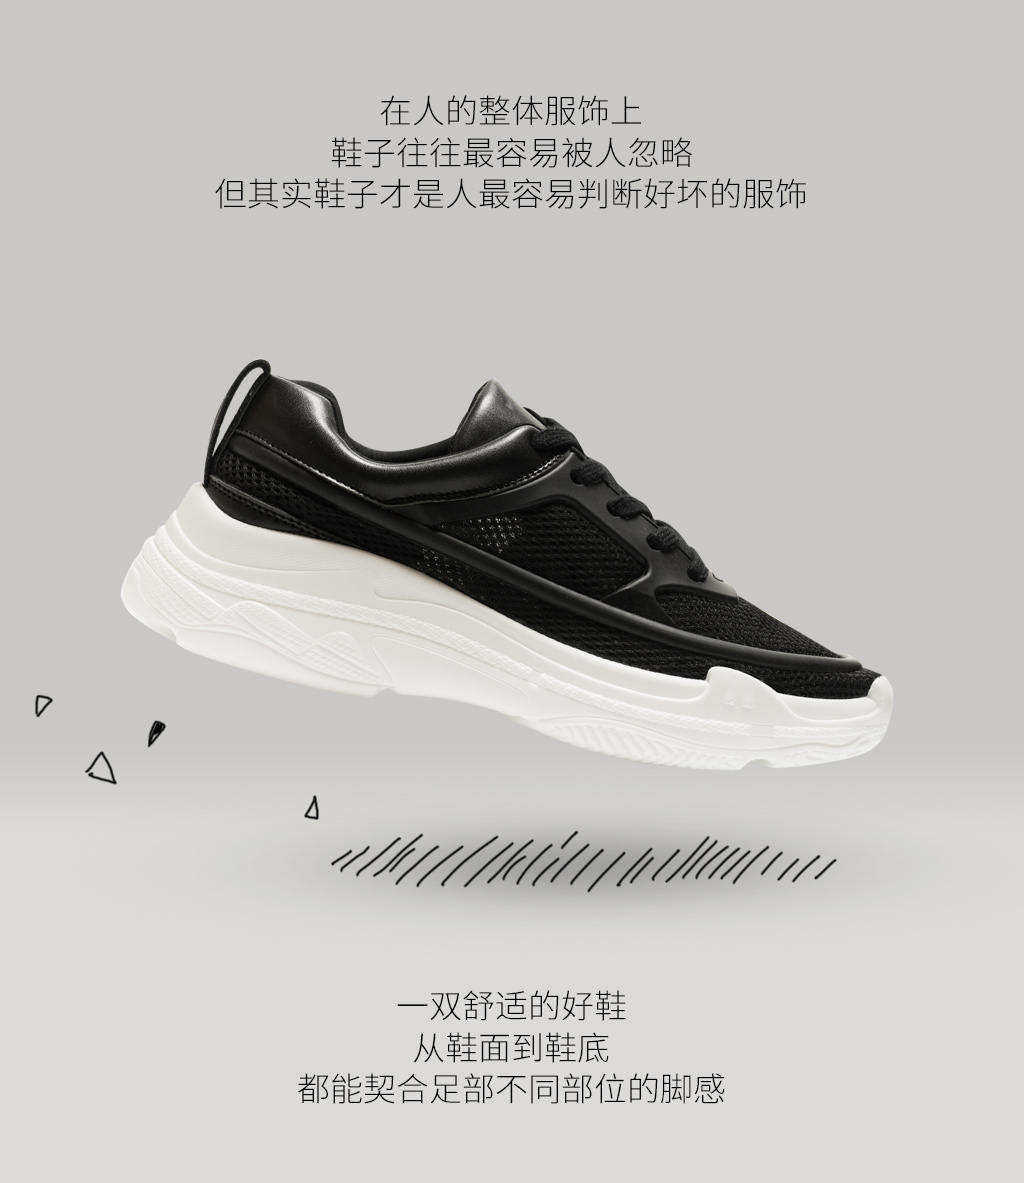 在人的整体服饰上
鞋子往往最容易被人忽略
但其实鞋子才是人最容易判断好坏的服饰
一双舒适的好鞋
从鞋面到鞋底
都能契合足部不同部位的脚感